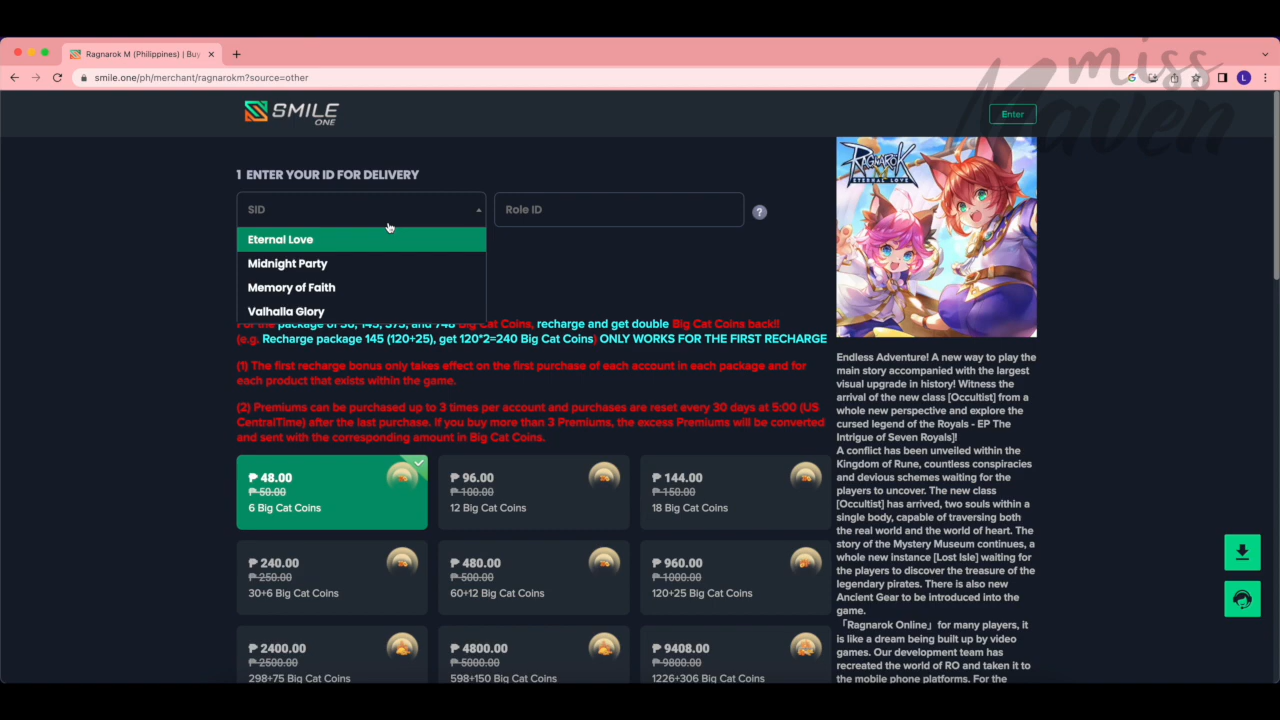 Ragnarok M (Philippines) | Buy
smile.one/ph/merchant/ragnarokm?source=other
L
miss
Maven
SMILE
ONE
Enter
1 ENTER YOUR ID FOR DELIVERY
SID
Role ID
?
Eternal Love
Midnight Party
Memory of Faith
Valhalla Glory
For the package of 36, 145, 373, and 748 Big Cat Coins, recharge and get double Big Cat Coins back!!
(e.g. Recharge package 145 (120+25), get 120*2=240 Big Cat Coins) ONLY WORKS FOR THE FIRST RECHARGE
(1) The first recharge bonus only takes effect on the first purchase of each account in each package and for
each product that exists within the game.
(2) Premiums can be purchased up to 3 times per account and purchases are reset every 30 days at 5:00 (US
CentralTime) after the last purchase. If you buy more than 3 Premiums, the excess Premiums will be converted
and sent with the corresponding amount in Big Cat Coins.
₱ 48.00
₱ 50.00
6 Big Cat Coins
₱ 96.00
₱ 100.00
12 Big Cat Coins
₱ 144.00
₱ 150.00
18 Big Cat Coins
₱ 240.00
₱ 250.00
30+6 Big Cat Coins
₱ 480.00
₱ 500.00
60+12 Big Cat Coins
₱ 960.00
₱ 1000.00
120+25 Big Cat Coins
₱ 2400.00
₱ 2500.00
298+75 Big Cat Coins
₱ 4800.00
₱ 5000.00
598+150 Big Cat Coins
₱ 9408.00
₱ 9800.00
1226+306 Big Cat Coins
RAGNAROK
ETERNAL LOVE
Endless Adventure! A new way to play the
main story accompanied with the largest
visual upgrade in history! Witness the
arrival of the new class [Occultist] from a
whole new perspective and explore the
cursed legend of the Royals - EP The
Intrigue of Seven Royals]!
A conflict has been unveiled within the
Kingdom of Rune, countless conspiracies
and devious schemes waiting for the
players to uncover. The new class
[Occultist] has arrived, two souls within a
single body, capable of traversing both
the real world and the world of heart. The
story of the Mystery Museum continues, a
whole new instance [Lost Isle] waiting for
the players to discover the treasure of the
legendary pirates. There is also new
Ancient Gear to be introduced into the
game.
「Ragnarok Online」for many players, it
is like a dream being built up by video
games. Our development team has
recreated the world of RO and taken it to
the mobile phone platforms. For the